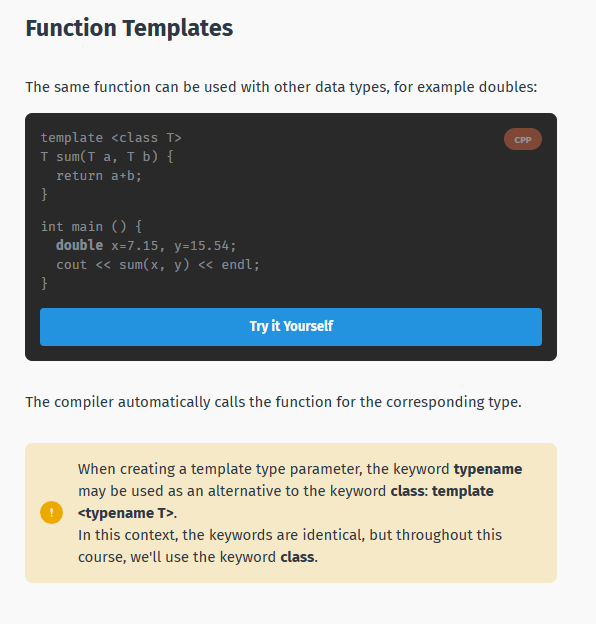 Function Templates
The same function can be used with other data types, for example doubles:
CPP
template <class T>
T sum(T a, T b) {
  return a+b;
}
int main () {
  double x=7.15, y=15.54;
  cout << sum(x, y) << endl;
}
Try it Yourself
The compiler automatically calls the function for the corresponding type.
!
When creating a template type parameter, the keyword typename
may be used as an alternative to the keyword class: template
<typename T>.
In this context, the keywords are identical, but throughout this
course, we'll use the keyword class.